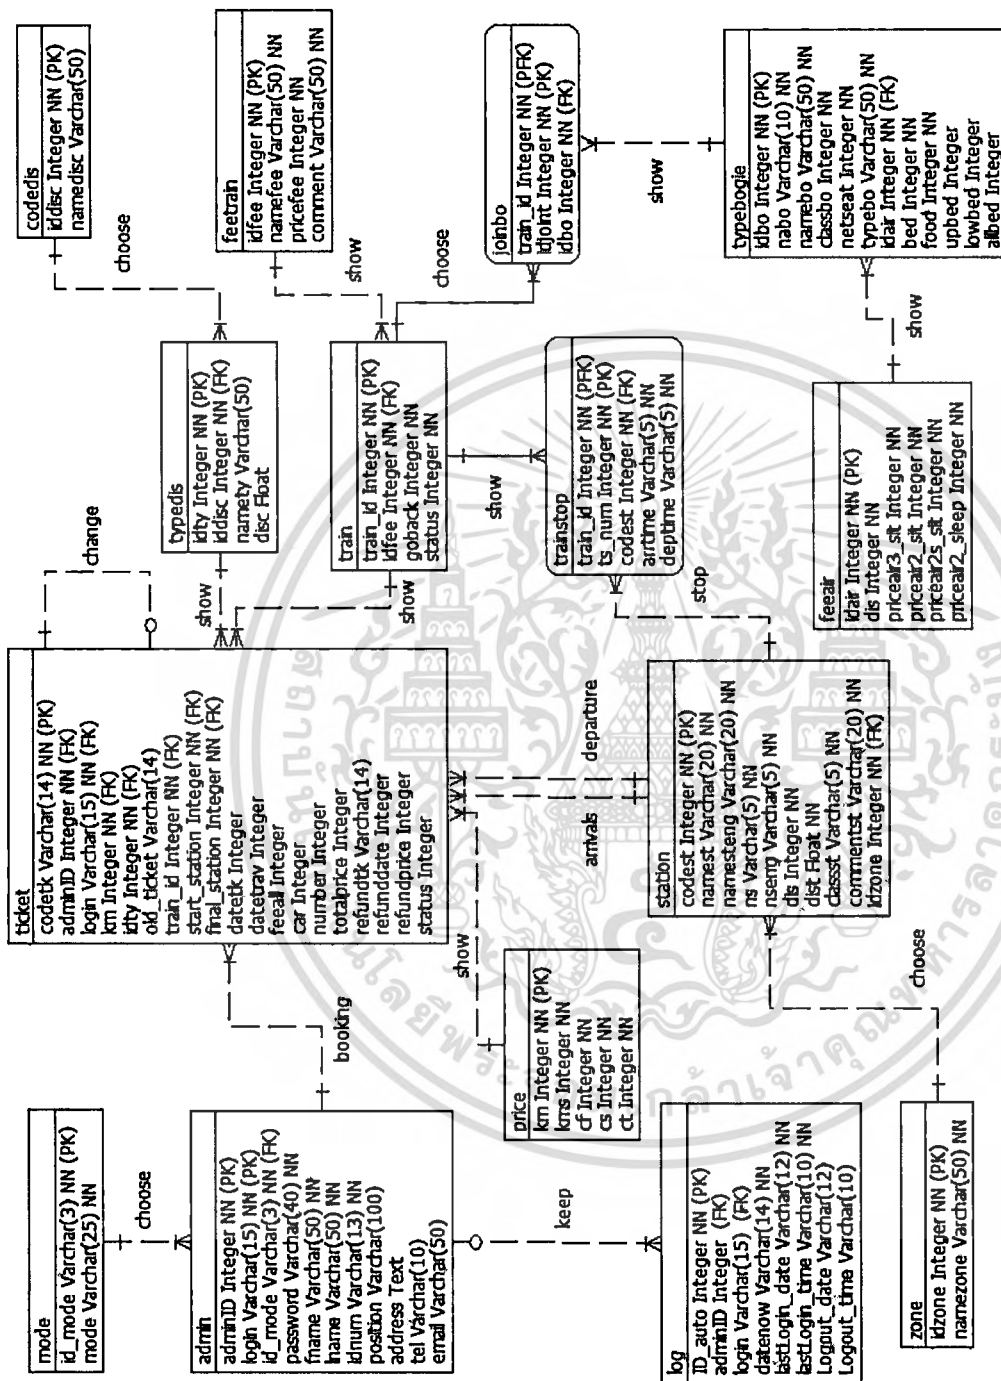 mode
id_mode Varchar(3) NN (PK)
mode Varchar(25) NN
choose
admin
adminID Integer NN (PK)
login Varchar(15) NN (PK)
id_mode Varchar(3) NN (FK)
password Varchar(40) NN
fname Varchar(50) NN
lname Varchar(50) NN
idnum Varchar(13) NN
position Varchar(100)
address Text
tel Varchar(10)
email Varchar(50)
keep
log
ID_auto Integer NN (PK)
adminID Integer (FK)
login Varchar(15) (FK)
datenow Varchar(14) NN
lastLogin_date Varchar(12) NN
lastLogin_time Varchar(10) NN
Logout_date Varchar(12)
Logout_time Varchar(10)
zone
idzone Integer NN (PK)
namezone Varchar(50) NN
choose
booking
ticket
codetk Varchar(14) NN (PK)
adminID Integer NN (FK)
login Varchar(15) NN (FK)
km Integer NN (FK)
idty Integer NN (FK)
old_ticket Varchar(14)
train_id Integer NN (FK)
start_station Integer NN (FK)
final_station Integer NN (FK)
datetk Integer
datetrav Integer
feeall Integer
car Integer
number Integer
totalprice Integer
refundtk Varchar(14)
refunddate Integer
refundprice Integer
status Integer
change
show
price
km Integer NN (PK)
kms Integer NN
cf Integer NN
cs Integer NN
ct Integer NN
arrivals
departure
station
codest Integer NN (PK)
namest Varchar(20) NN
namesteng Varchar(20) NN
ns Varchar(5) NN
nseng Varchar(5) NN
dis Integer NN
dist Float NN
classst Varchar(5) NN
commentst Varchar(20) NN
idzone Integer NN (FK)
stop
codedis
iddisc Integer NN (PK)
namedisc Varchar(50)
choose
typedis
idty Integer NN (PK)
iddisc Integer NN (FK)
namety Varchar(50)
disc Float
show
feetrain
idfee Integer NN (PK)
namefee Varchar(50) NN
pricefee Integer NN
comment Varchar(50) NN
show
train
train_id Integer NN (PK)
idfee Integer NN (FK)
goback Integer NN
status Integer NN
show
show
choose
trainstop
train_id Integer NN (PFK)
ts_num Integer NN (PK)
codest Integer NN (FK)
arrtime Varchar(5) NN
deptime Varchar(5) NN
joinbo
train_id Integer NN (PFK)
idjoint Integer NN (PK)
idbo Integer NN (FK)
show
typebogie
idbo Integer NN (PK)
nabo Varchar(10) NN
namebo Varchar(50) NN
classbo Integer NN
netseat Integer NN
typebo Varchar(50) NN
idair Integer NN (FK)
bed Integer NN
food Integer NN
upbed Integer
lowbed Integer
allbed Integer
show
feeair
idair Integer NN (PK)
dis Integer NN
priceair3_sit Integer NN
priceair2_sit Integer NN
priceair2s_sit Integer NN
priceair2_sleep Integer NN